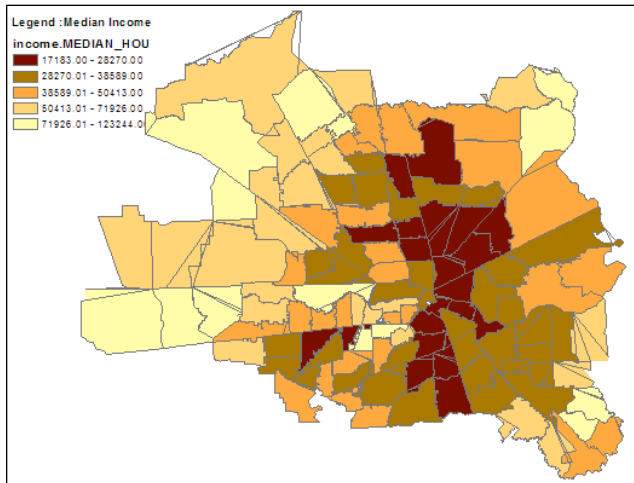 Legend :Median Income
income.MEDIAN_HOU
17183.00 - 28270.00
28270.01 - 38589.00
38589.01 - 50413.00
50413.01 - 71926.00
71926.01 - 123244.0